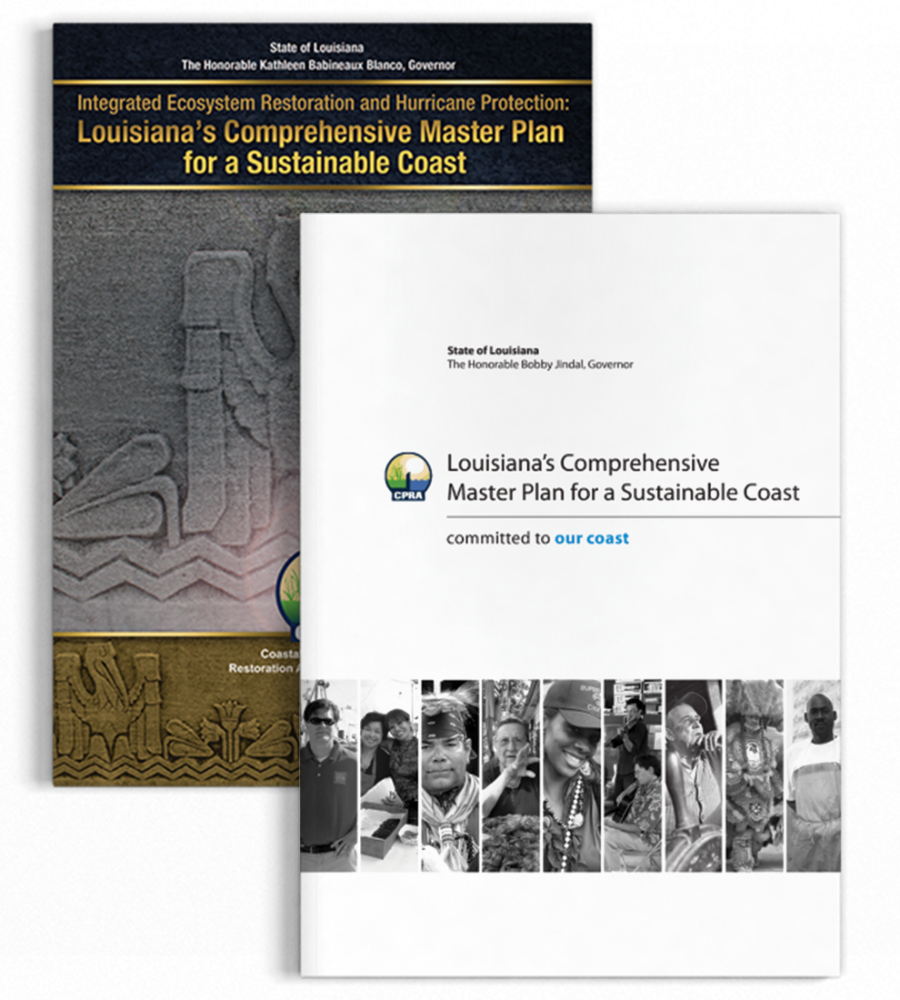 State of Louisiana
The Honorable Kathleen Babineaux Blanco, Governor
Integrated Ecosystem Restoration and Hurricane Protection:
Louisiana's Comprehensive Master Plan
for a Sustainable Coast
Coasta
Restoration A
State of Louisiana
The Honorable Bobby Jindal, Governor
CPRA
Louisiana's Comprehensive
Master Plan for a Sustainable Coast
committed to our coast